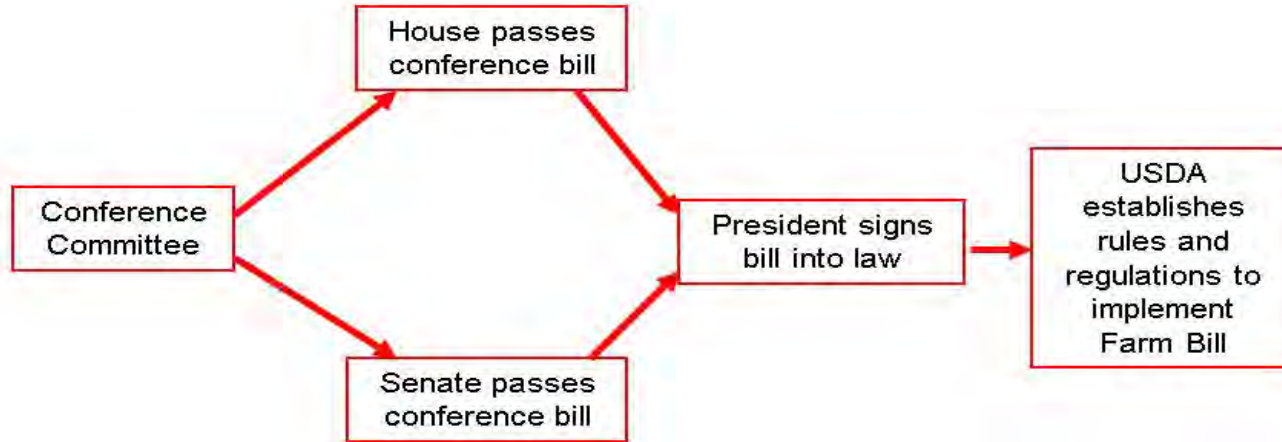 House passes
conference bill
Conference
Committee
Senate passes
conference bill
President signs
bill into law
USDA
establishes
rules and
regulations to
implement
Farm Bill